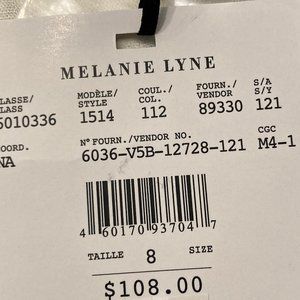 MELANIE LYNE
LASSE/ MODÈLE/ COUL./ FOURN./ S/A
LASS STYLE COL. VENDOR S/Y
5010336 1514 112 89330 121
OORD. N° FOURN./VENDOR NO. CGC
NA 6036-V5B-12728-121 M4-1
4 60170 93704 7
TAILLE 8 SIZE
$108.00